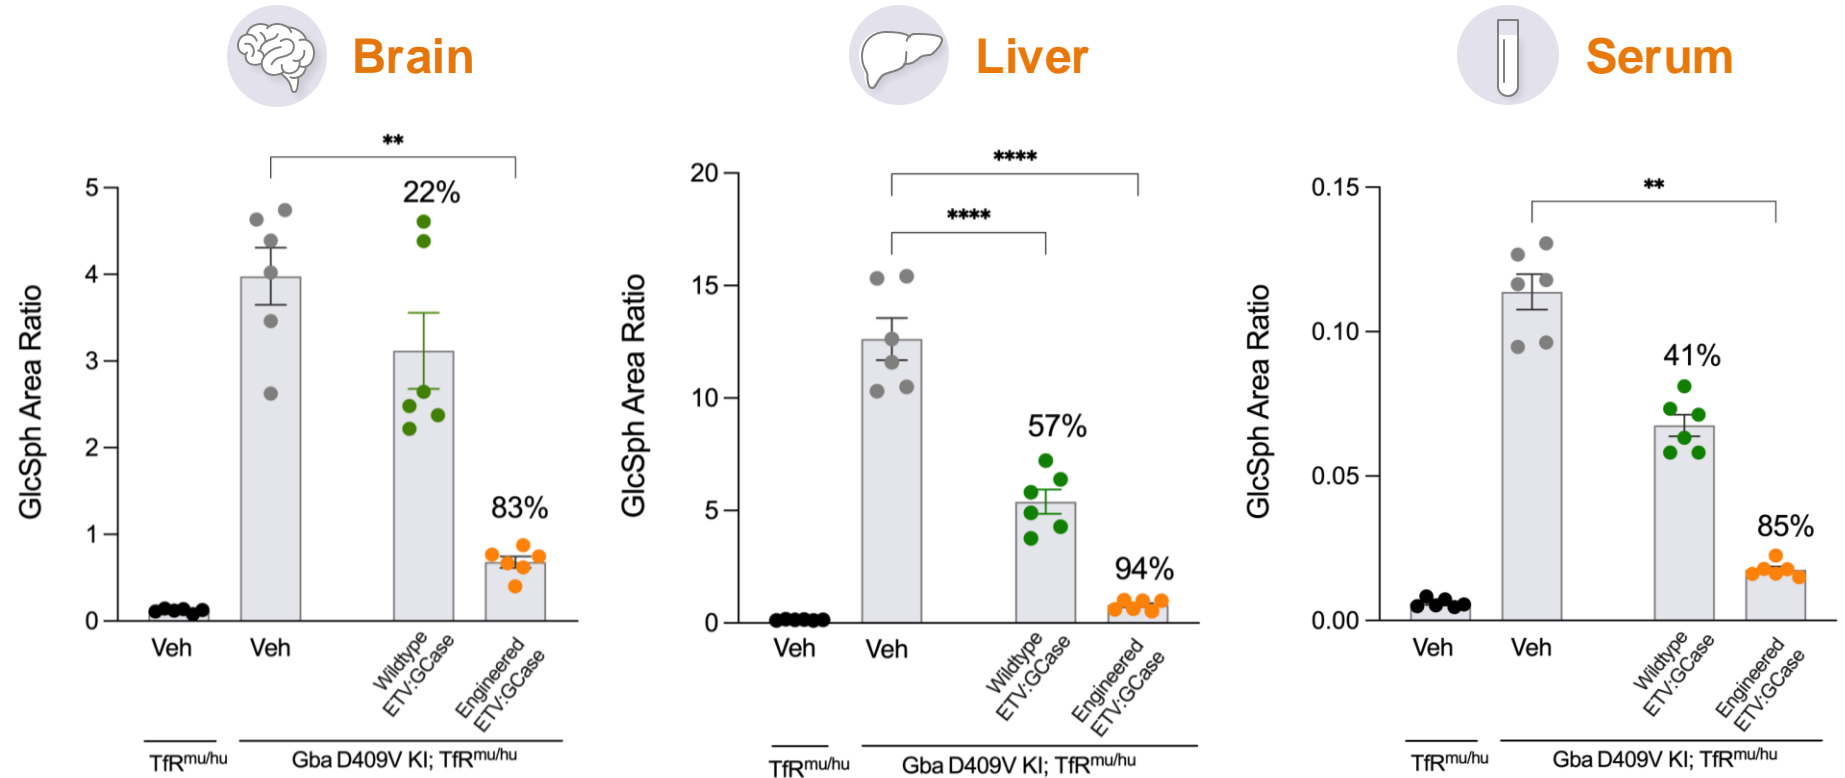 Brain
**
22%
83%
5
4
3
2
1
0
GlcSph Area Ratio
Veh
Veh
Wildtype
ETV:GCase
Engineered
ETV:GCase
TfRmu/hu
Gba D409V KI; TfRmu/hu
Liver
****
****
57%
94%
20
15
10
5
0
GlcSph Area Ratio
Veh
Veh
Wildtype
ETV:GCase
Engineered
ETV:GCase
TfRmu/hu
Gba D409V KI; TfRmu/hu
Serum
**
41%
85%
0.15
0.10
0.05
0.00
GlcSph Area Ratio
Veh
Veh
Wildtype
ETV:GCase
Engineered
ETV:GCase
TfRmu/hu
Gba D409V KI; TfRmu/hu